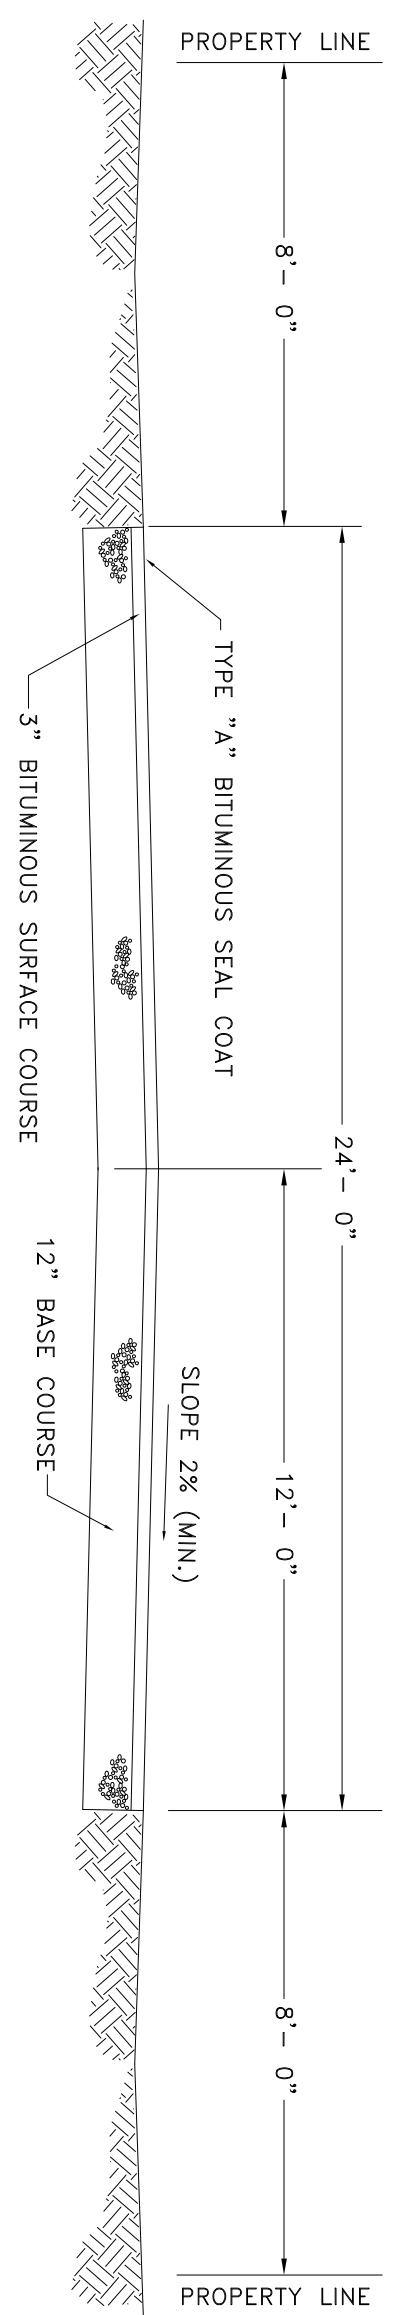 PROPERTY LINE
8'- 0"
TYPE "A" BITUMINOUS SEAL COAT
3" BITUMINOUS SURFACE COURSE
24'- 0"
12" BASE COURSE
SLOPE 2% (MIN.)
12'- 0"
8'- 0"
PROPERTY LINE